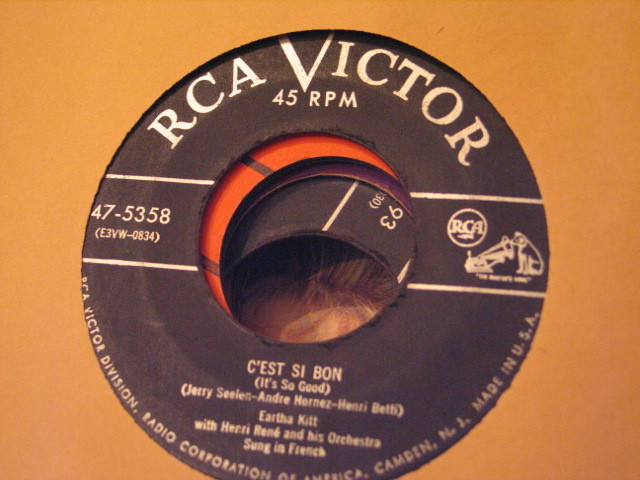 RCA VICTOR
45 RPM
47-5358
(E3VW-0834)
RCA
"HIS MASTER'S VOICE"
93
C'EST SI BON
(It's So Good)
(Jerry Seelen-Andre Hornez-Henri Betti)
Eartha Kitt
with Henri René and his Orchestra
Sung in French
RCA VICTOR DIVISION, RADIO CORPORATION OF AMERICA, CAMDEN, N. J. MADE IN U. S. A.